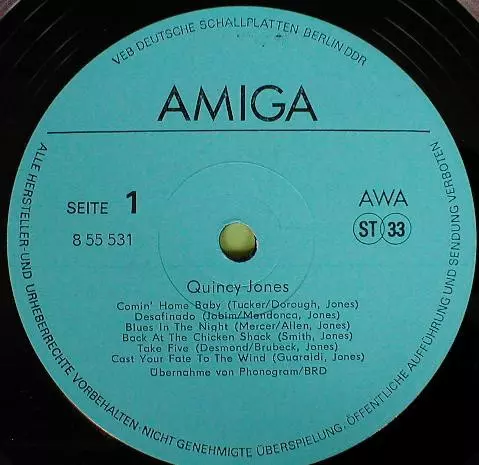 VEB DEUTSCHE SCHALLPLATTEN BERLIN DDR
AMIGA
SEITE 1
8 55 531
AWA
ST 33
Quincy Jones
Comin' Home Baby (Tucker/Dorough, Jones)
Desafinado (Jobim/Mendonca, Jones)
Blues In The Night (Mercer/Allen, Jones)
Back At The Chicken Shack (Smith, Jones)
Take Five (Desmond/Brubeck, Jones)
Cast Your Fate To The Wind (Guaraldi, Jones)
Übernahme von Phonogram/BRD
ALLE HERSTELLER- UND URHEBERRECHTE VORBEHALTEN · NICHT GENEHMIGTE ÜBERSPIELUNG, ÖFFENTLICHE AUFFÜHRUNG UND SENDUNG VERBOTEN